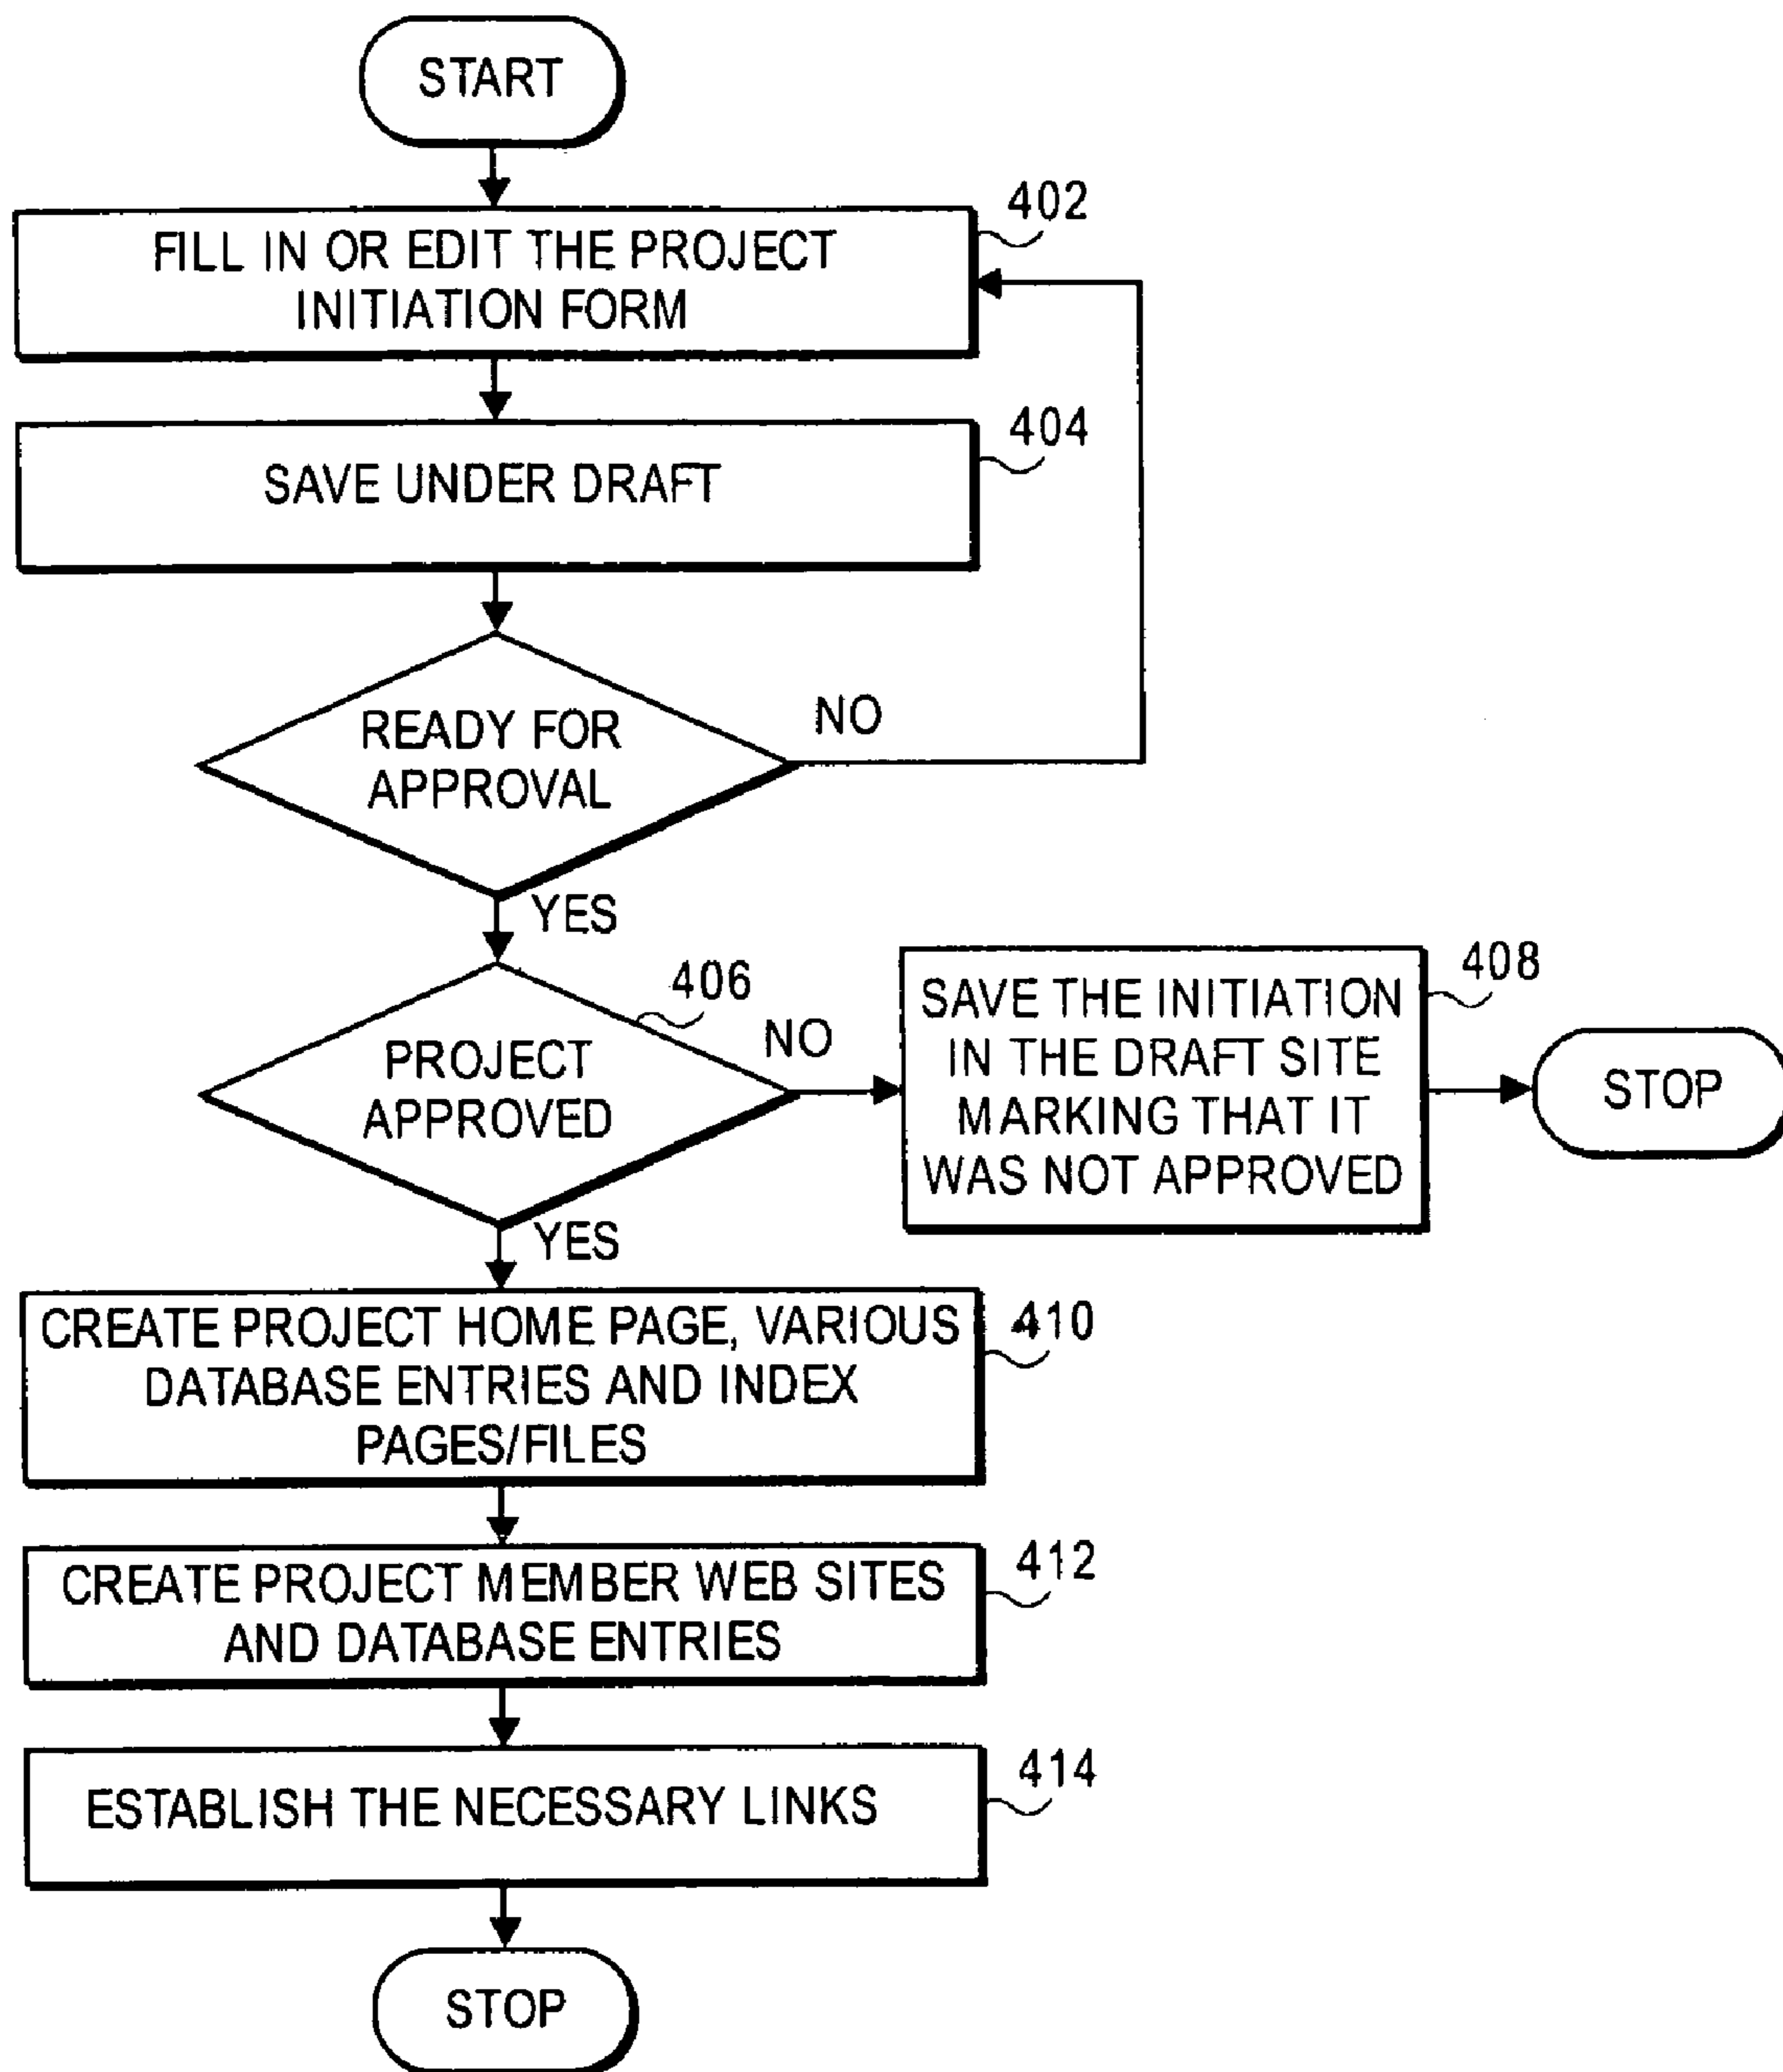 START
402
FILL IN OR EDIT THE PROJECT
INITIATION FORM
404
SAVE UNDER DRAFT
READY FOR
APPROVAL
NO
YES
406
PROJECT
APPROVED
NO
408
SAVE THE INITIATION
IN THE DRAFT SITE
MARKING THAT IT
WAS NOT APPROVED
STOP
YES
410
CREATE PROJECT HOME PAGE, VARIOUS
DATABASE ENTRIES AND INDEX
PAGES/FILES
412
CREATE PROJECT MEMBER WEB SITES
AND DATABASE ENTRIES
414
ESTABLISH THE NECESSARY LINKS
STOP